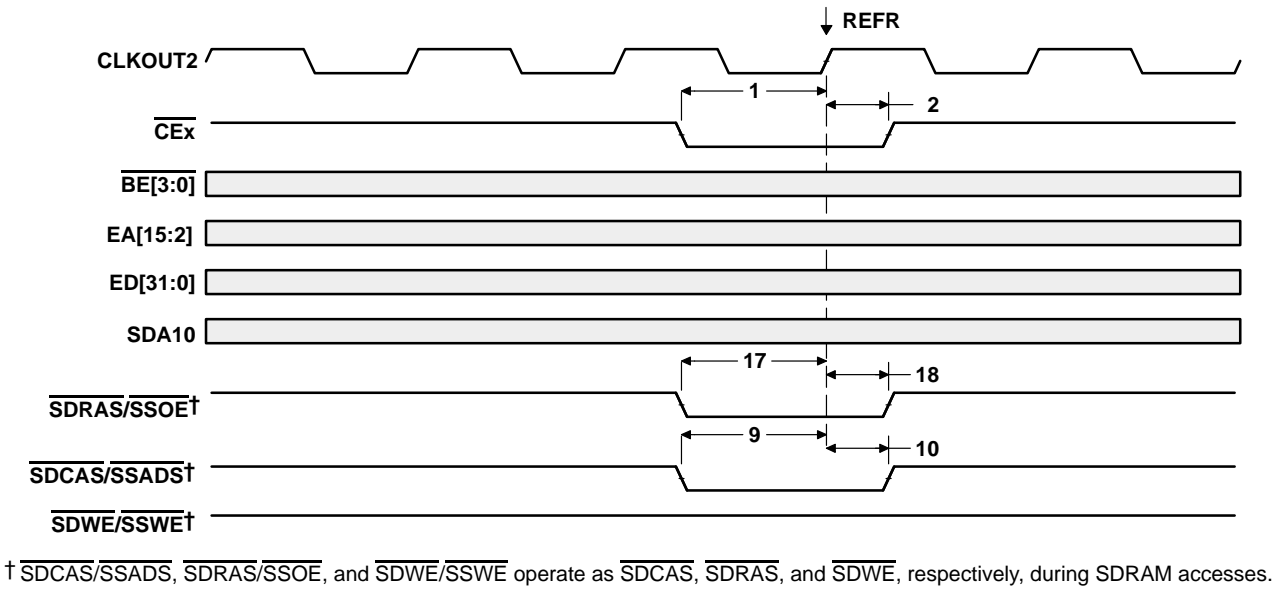 REFR
CLKOUT2
1
2
CEx
BE[3:0]
EA[15:2]
ED[31:0]
SDA10
17
18
SDRAS/SSOE†
9
10
SDCAS/SSADS†
SDWE/SSWE†
† SDCAS/SSADS, SDRAS/SSOE, and SDWE/SSWE operate as SDCAS, SDRAS, and SDWE, respectively, during SDRAM accesses.